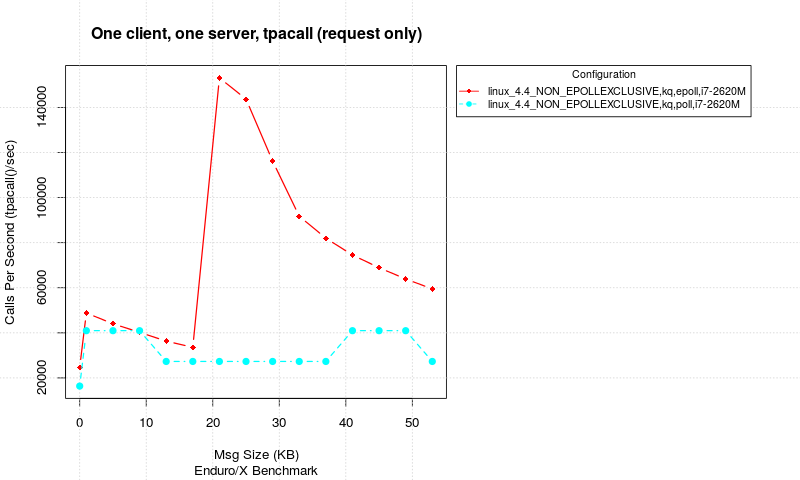 One client, one server, tpacall (request only)
Configuration
linux_4.4_NON_EPOLLEXCLUSIVE,kq,epoll,i7-2620M
linux_4.4_NON_EPOLLEXCLUSIVE,kq,poll,i7-2620M
Calls Per Second (tpacall()/sec)
140000
100000
60000
20000
0 10 20 30 40 50
Msg Size (KB)
Enduro/X Benchmark